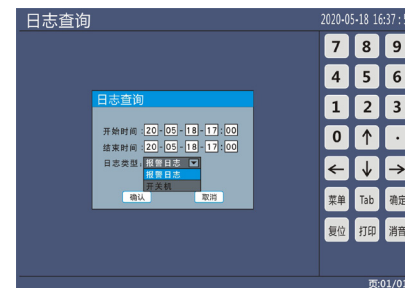 日志查询 2020-05-18 16:37:
日志查询
开始时间:20-05-18-17:00
结束时间:20-05-18-17:00
日志类型:报警日志
报警日志
开关机
确认 取消
7 8 9
4 5 6
1 2 3
0 ↑ ·
← ↓ →
菜单 Tab 确定
复位 打印 消音
页:01/01